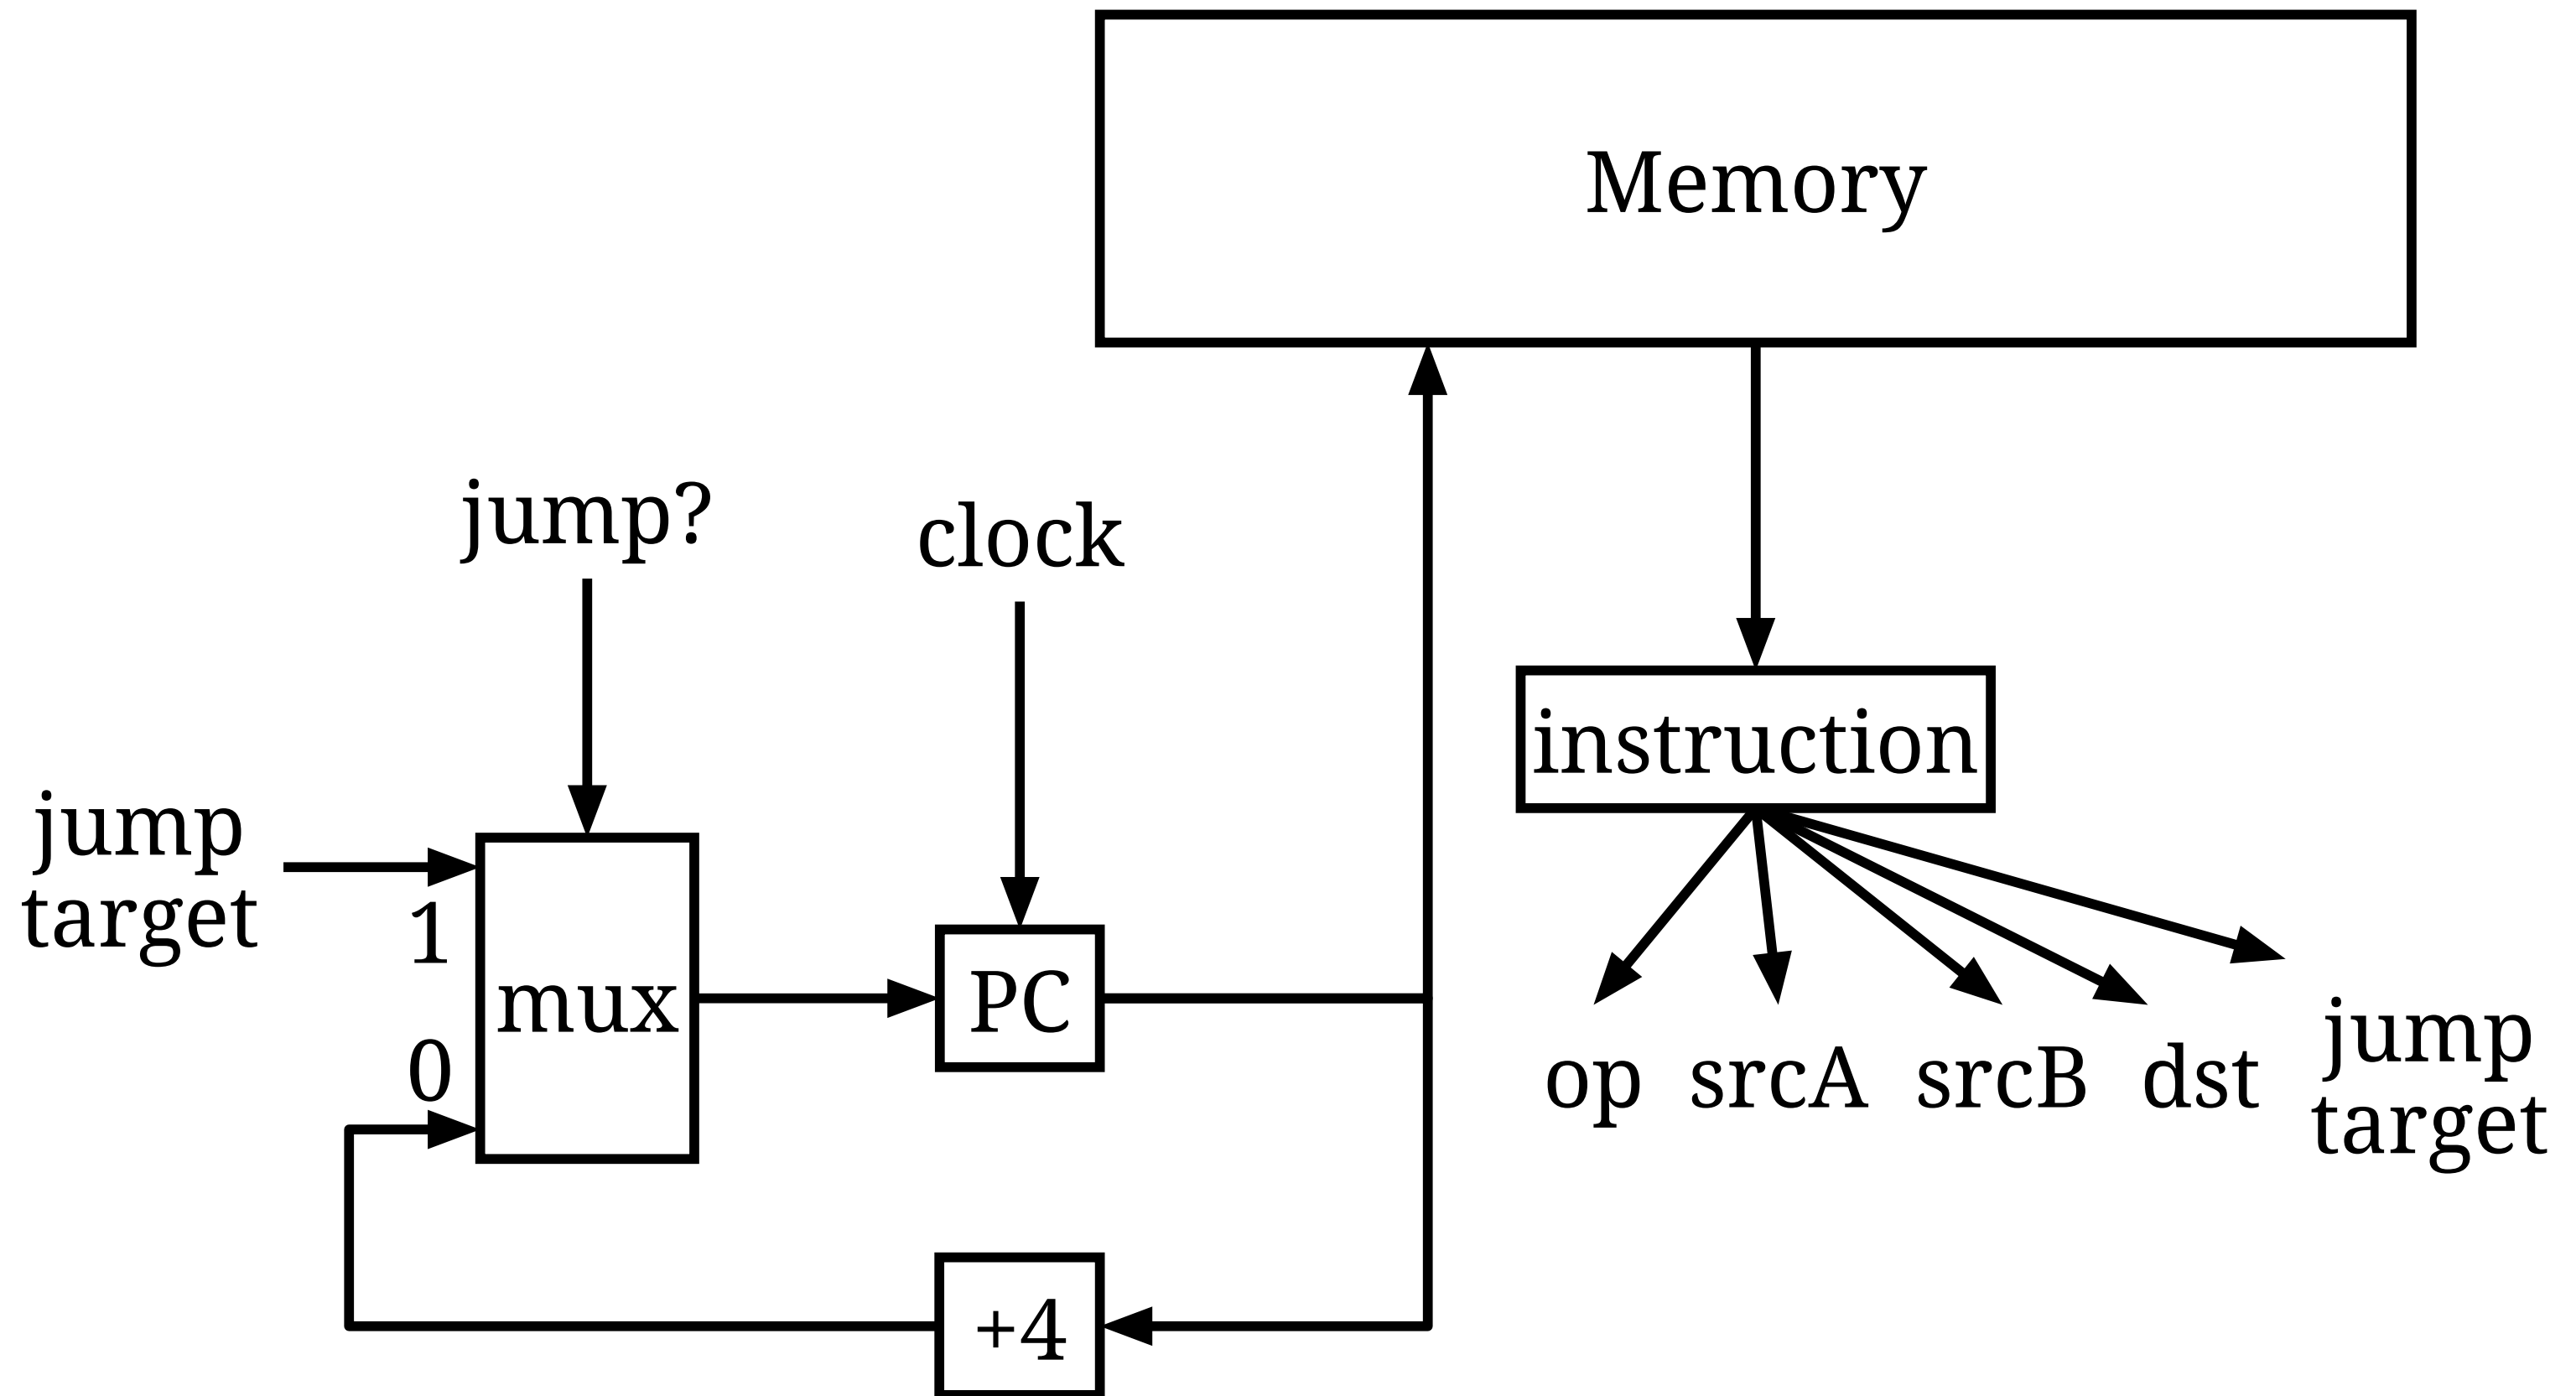 Memory
jump?
clock
instruction
jump
target
1
mux
PC
0
op
srcA
srcB
dst
jump
target
+4